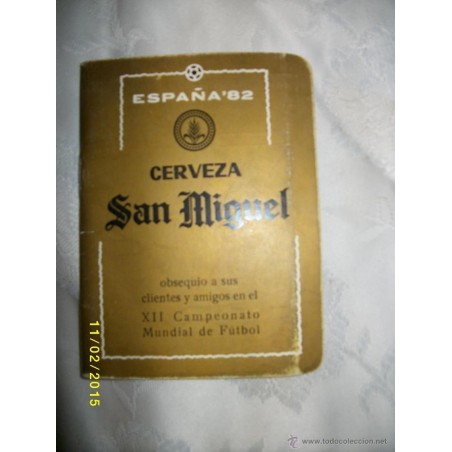 ESPAÑA'82
CERVEZA
San Miguel
obsequio a sus
clientes y amigos en el
XII Campeonato
Mundial de Fútbol
11/02/2015
© www.todocoleccion.net